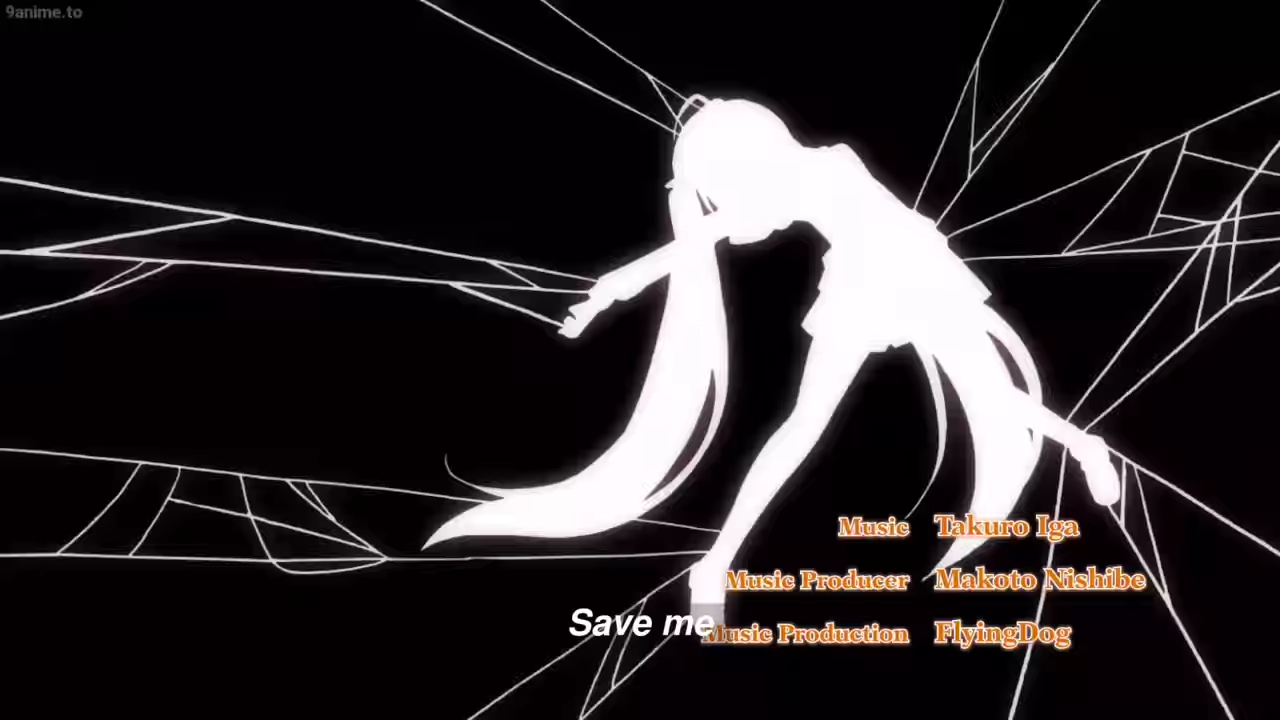 9anime.to
Music Takuro Iga
Music Producer Makoto Nishibe
Save me
Music Production FlyingDog